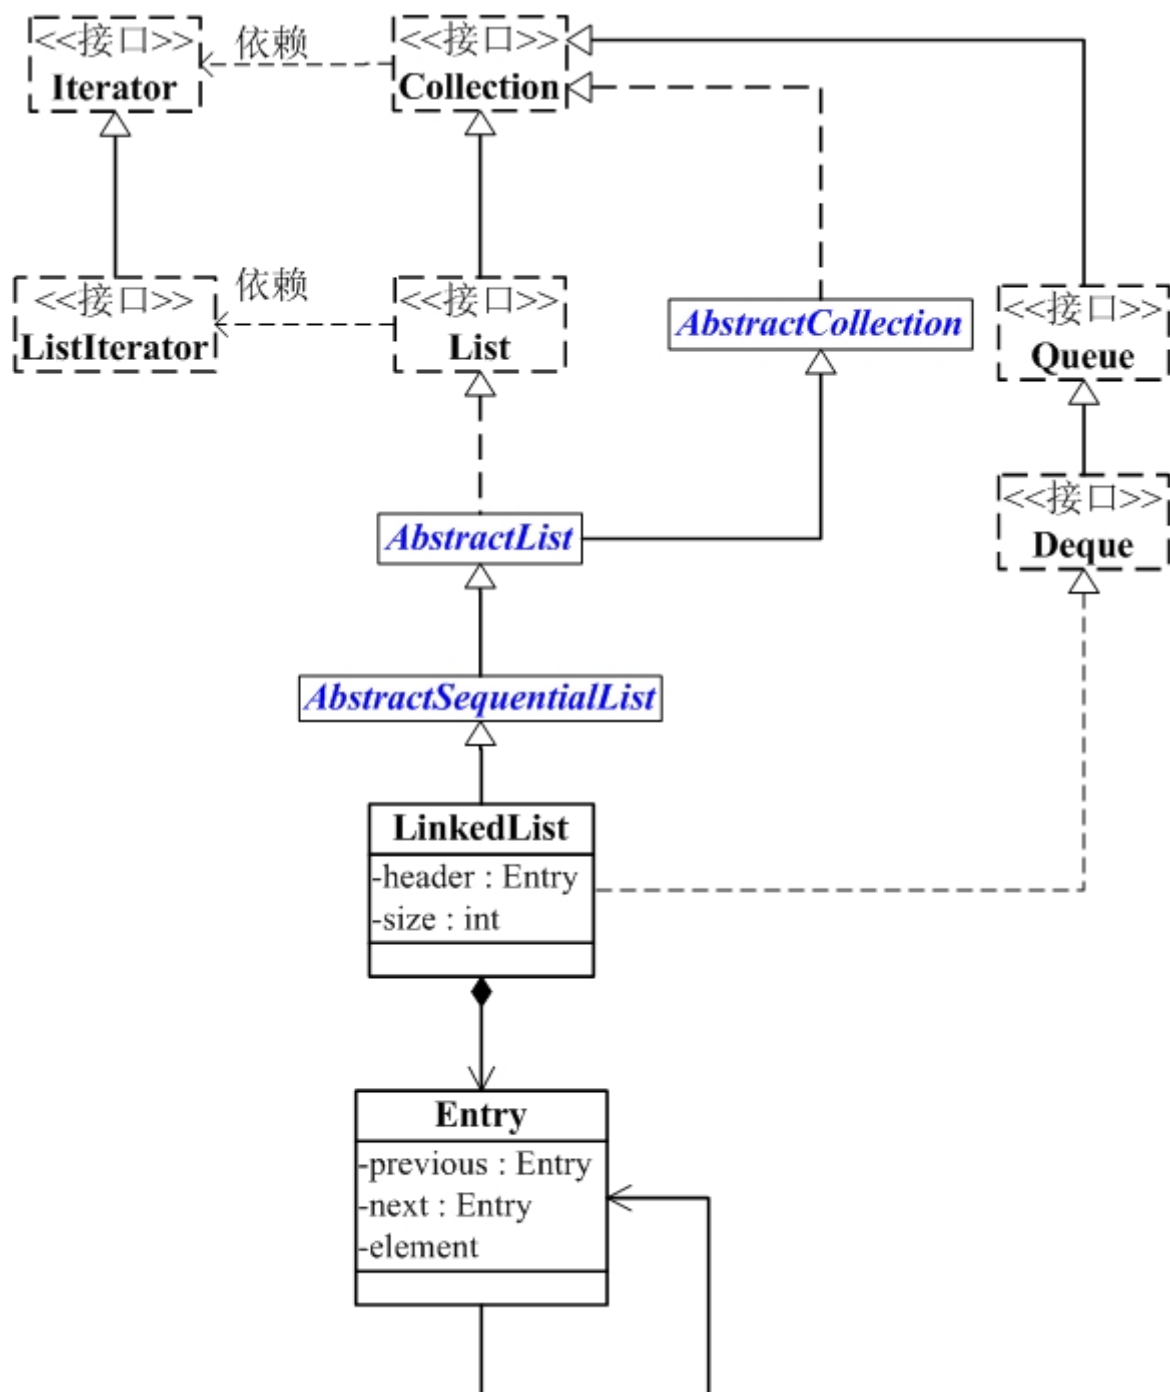 <<接口>>
Iterator
依赖
<<接口>>
Collection
<<接口>>
ListIterator
依赖
<<接口>>
List
AbstractCollection
<<接口>>
Queue
AbstractList
<<接口>>
Deque
AbstractSequentialList
LinkedList
-header : Entry
-size : int
Entry
-previous : Entry
-next : Entry
-element